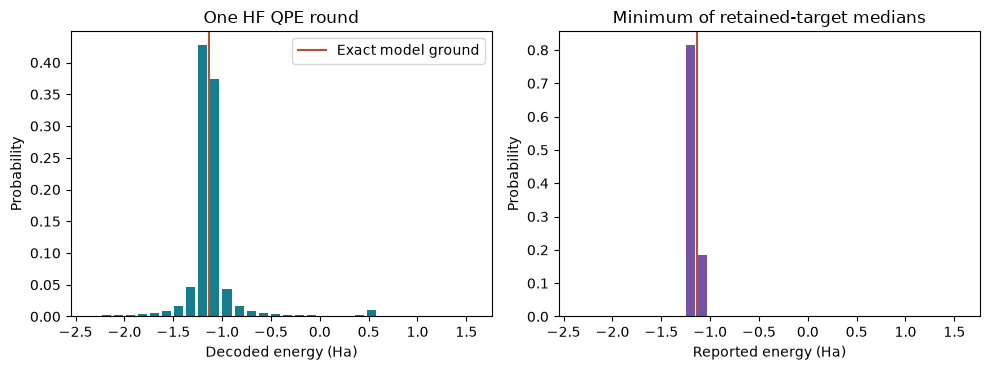 One HF QPE round
Exact model ground
Probability
0.40
0.35
0.30
0.25
0.20
0.15
0.10
0.05
0.00
−2.5 −2.0 −1.5 −1.0 −0.5 0.0 0.5 1.0 1.5
Decoded energy (Ha)
Minimum of retained-target medians
Probability
0.8
0.7
0.6
0.5
0.4
0.3
0.2
0.1
0.0
−2.5 −2.0 −1.5 −1.0 −0.5 0.0 0.5 1.0 1.5
Reported energy (Ha)